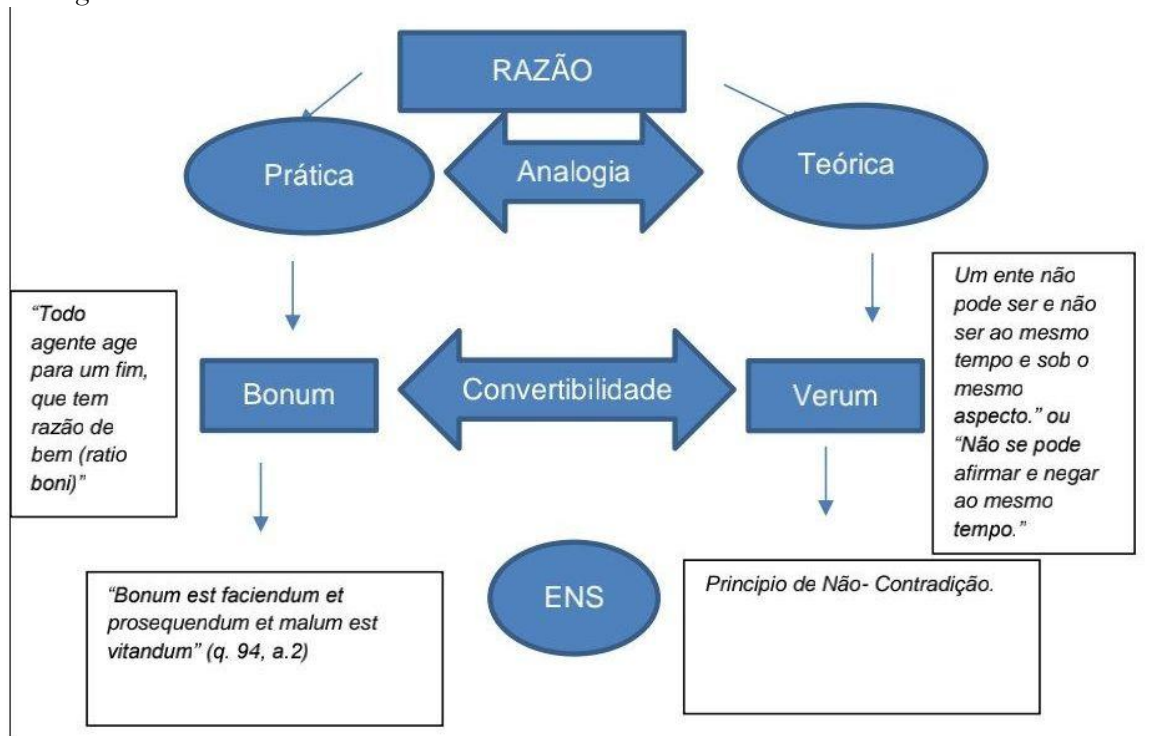 RAZÃO
Prática
Analogia
Teórica
“Todo
agente age
para um fim,
que tem
razão de
bem (ratio
boni)”
Bonum
Convertibilidade
Verum
Um ente não
pode ser e não
ser ao mesmo
tempo e sob o
mesmo
aspecto.” ou
“Não se pode
afirmar e negar
ao mesmo
tempo.”
“Bonum est faciendum et
prosequendum et malum est
vitandum” (q. 94, a.2)
ENS
Principio de Não- Contradição.